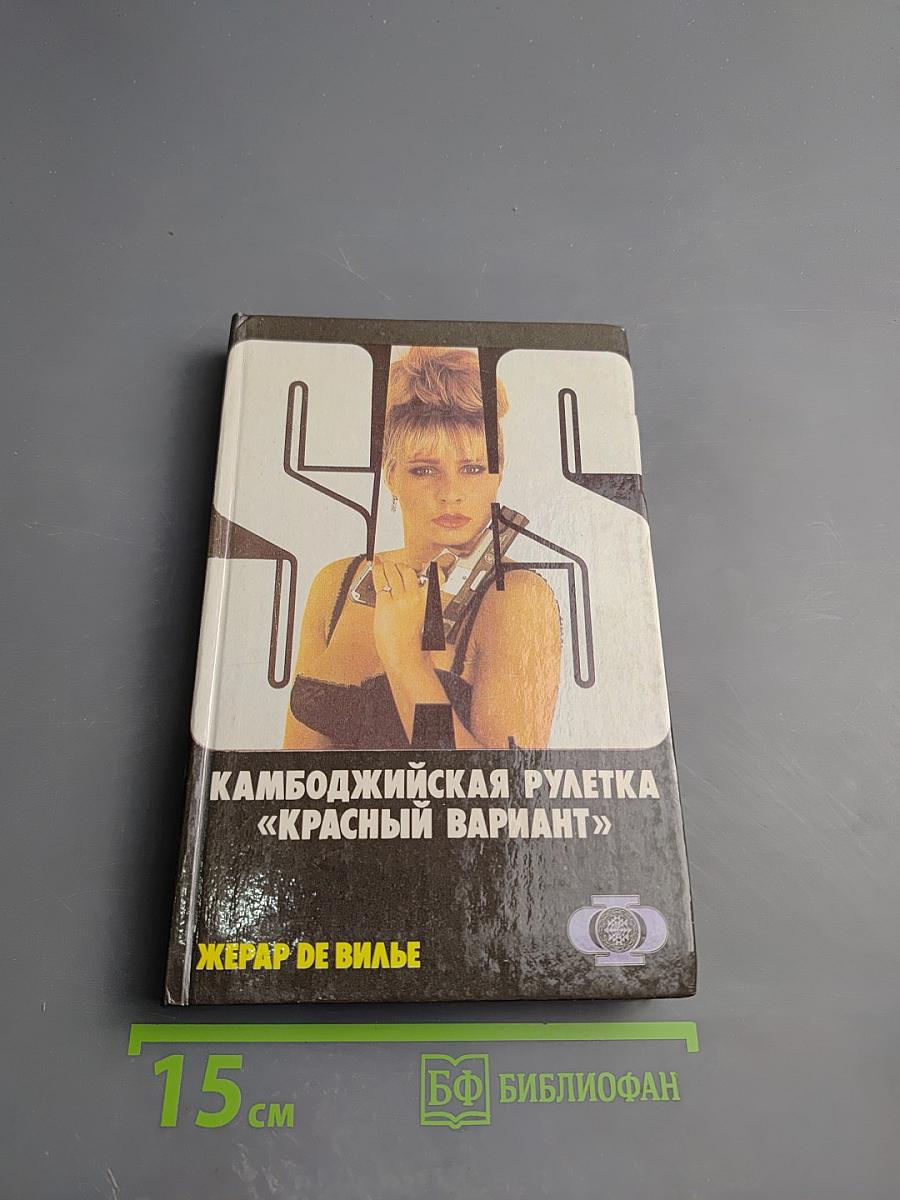 SAS
КАМБОДЖИЙСКАЯ РУЛЕТКА
«КРАСНЫЙ ВАРИАНТ»
ЖЕРАР DE ВИЛЬЕ
Ф
15 см
БФ БИБЛИОФАН